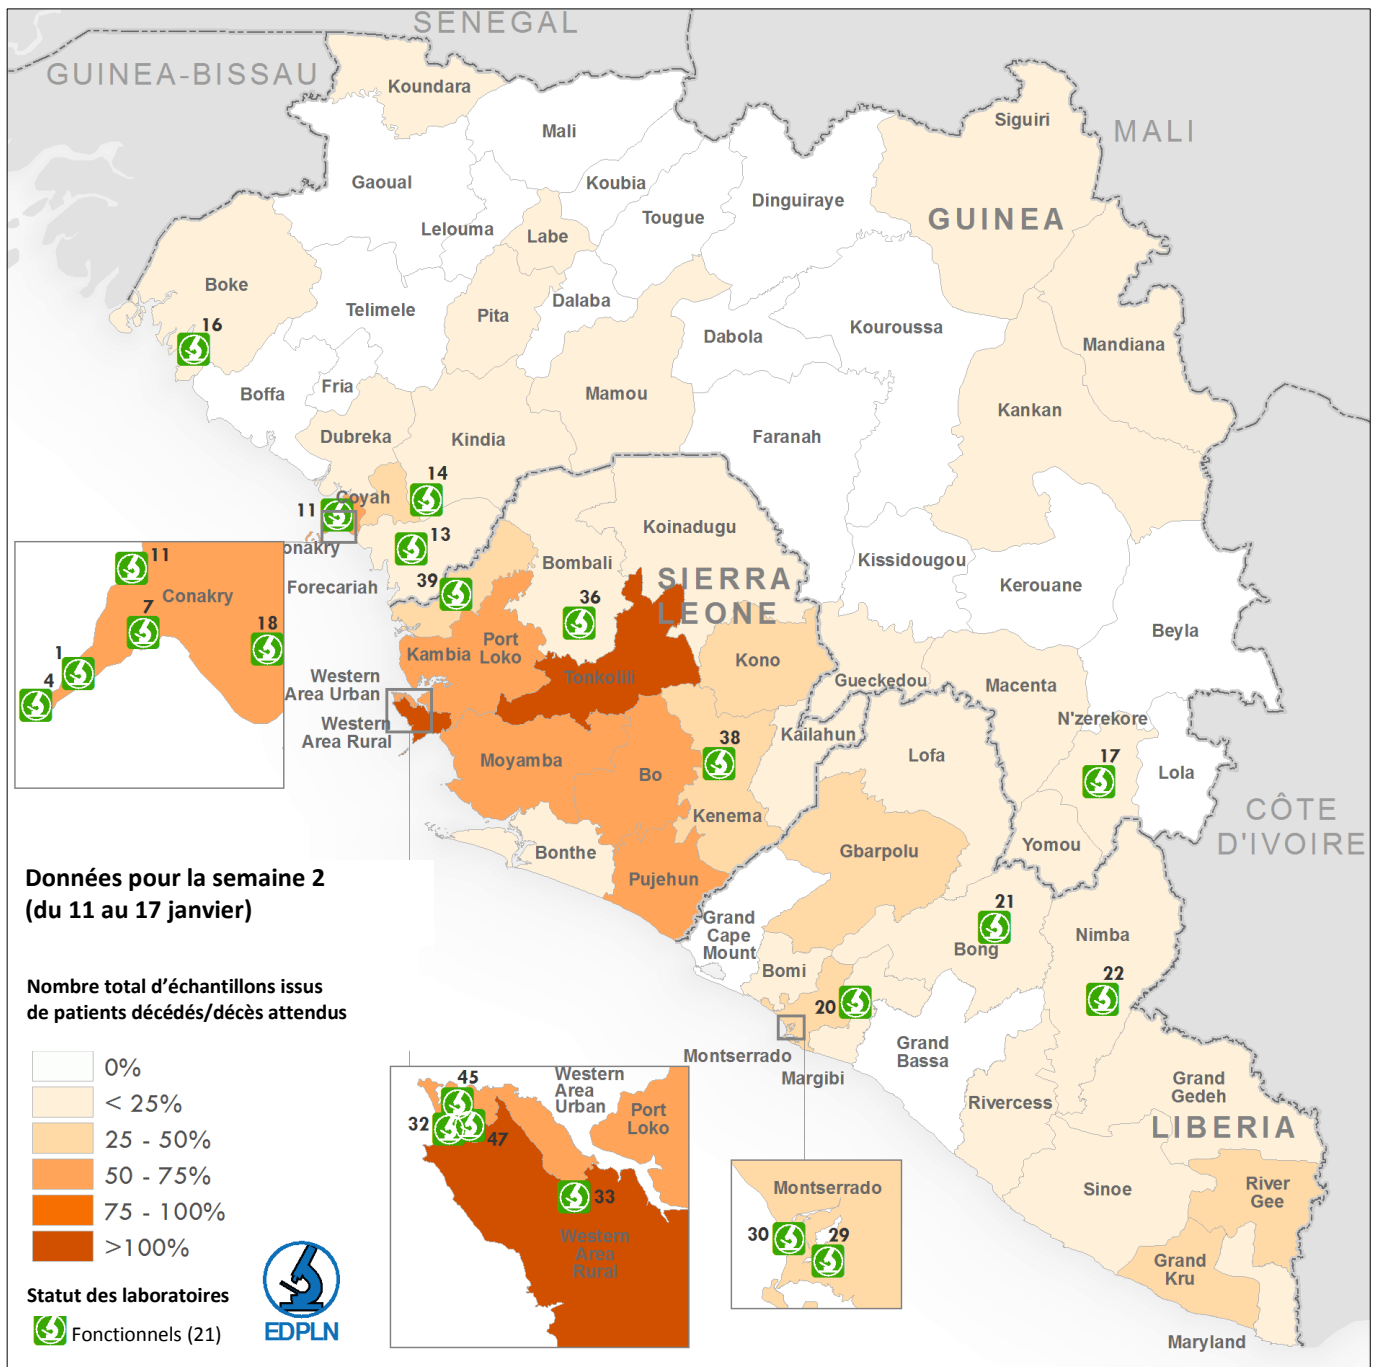 SENEGAL
GUINEA-BISSAU
Koundara
Siguiri
Mali
MALI
Gaoual
Koubia
Dinguiraye
Tougue
GUINEA
Lelouma
Labe
Boke
Telimele
Dalaba
Pita
16
Kouroussa
Dabola
Mandiana
Fria
Boffa
Mamou
Kankan
Dubreka
Kindia
Faranah
14
Coyah
11
Koinadugu
13
onakry
Bombali
Kissidougou
Kerouane
Forecariah
39
SIERRA
LEONE
36
Beyla
Port
Loko
Kambia
Kono
Tonkolili
Gueckedou
Macenta
Western
Area Urban
N'zerekore
Western
Area Rural
Kailahun
38
Lofa
17
Moyamba
Bo
Lola
CÔTE
D'IVOIRE
Kenema
Bonthe
Gbarpolu
Yomou
Pujehun
21
Grand
Cape
Mount
Nimba
Bong
Bomi
22
20
Grand
Bassa
Montserrado
Margibi
Grand
Gedeh
Rivercess
LIBERIA
Sinoe
River
Gee
Grand
Kru
Maryland
11
Conakry
7
18
1
4
Données pour la semaine 2
(du 11 au 17 janvier)
Nombre total d'échantillons issus
de patients décédés/décès attendus
0%
< 25%
25 - 50%
50 - 75%
75 - 100%
>100%
Statut des laboratoires
Fonctionnels (21)
EDPLN
45
Western
Area
Urban
Port
Loko
32
47
33
Western
Area
Rural
Montserrado
30
29